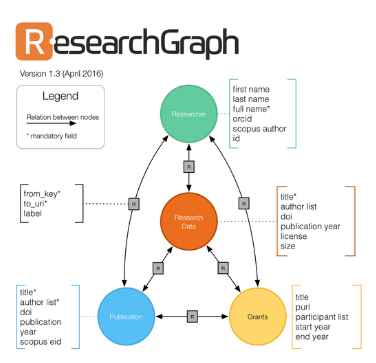 ResearchGraph
Version 1.3 (April 2016)
Legend
Relation between nodes
* mandatory field
Researcher
first name
last name
full name*
orcid
scopus author
id
R
from_key*
to_uri*
label
R
R
Research
Data
title*
author list
doi
publication year
license
size
R
R
title*
author list*
doi
publication
year
scopus eid
Publication
R
Grants
title
purl
participant list
start year
end year